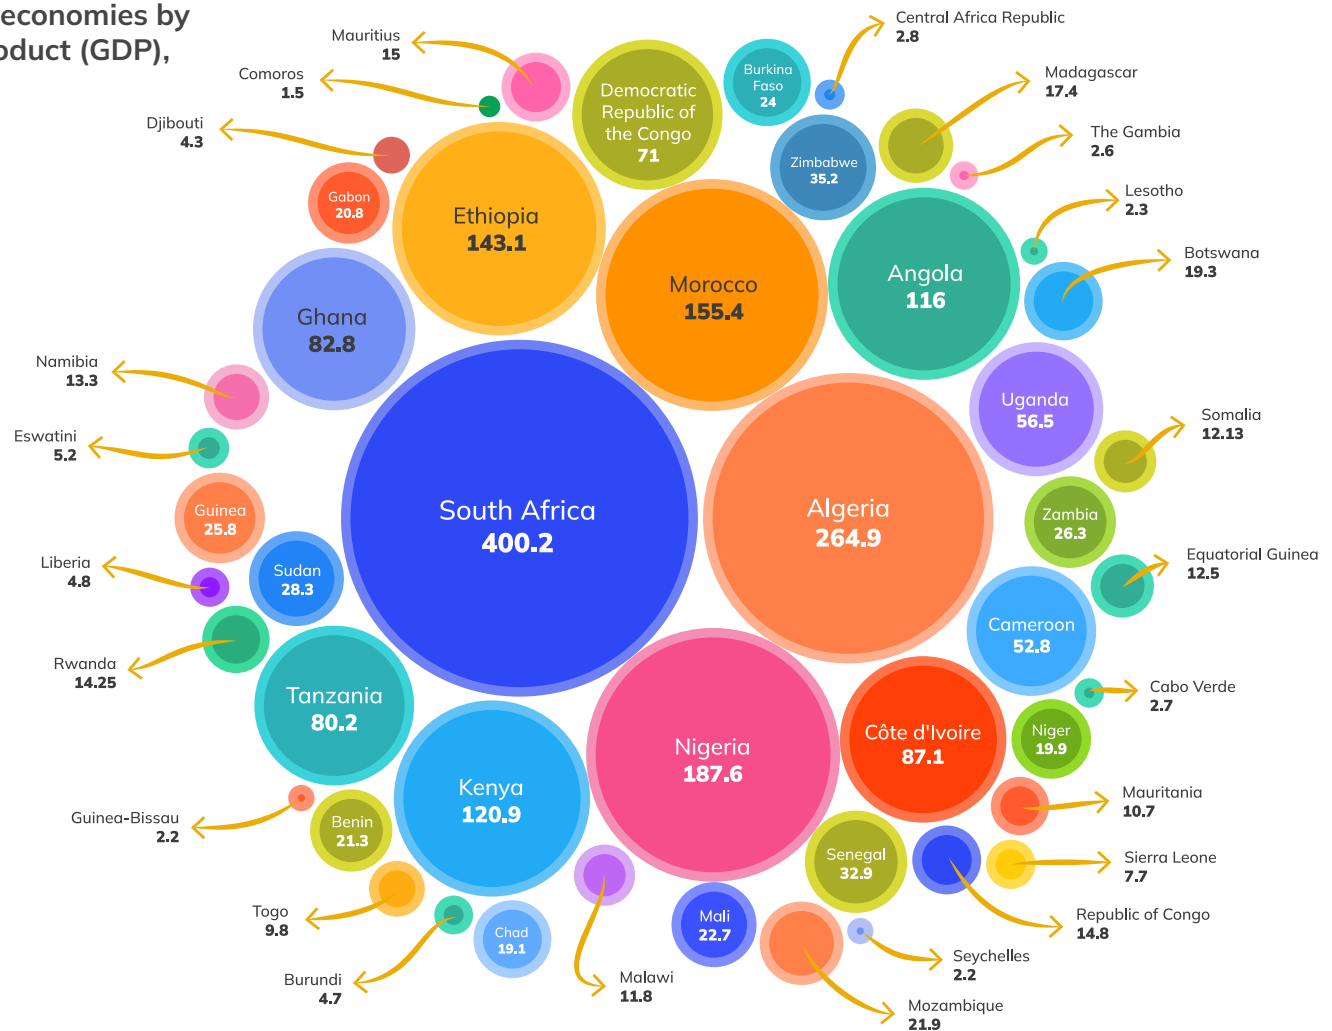 economies by
oduct (GDP),
Mauritius
15
Comoros
1.5
Djibouti
4.3
Gabon
20.8
Ethiopia
143.1
Democratic
Republic of
the Congo
71
Burkina
Faso
24
Central Africa Republic
2.8
Zimbabwe
35.2
Madagascar
17.4
The Gambia
2.6
Lesotho
2.3
Botswana
19.3
Morocco
155.4
Angola
116
Ghana
82.8
Namibia
13.3
Eswatini
5.2
Guinea
25.8
Liberia
4.8
Sudan
28.3
Rwanda
14.25
South Africa
400.2
Algeria
264.9
Uganda
56.5
Somalia
12.13
Zambia
26.3
Equatorial Guinea
12.5
Cameroon
52.8
Cabo Verde
2.7
Niger
19.9
Mauritania
10.7
Sierra Leone
7.7
Republic of Congo
14.8
Côte d'Ivoire
87.1
Nigeria
187.6
Tanzania
80.2
Kenya
120.9
Guinea-Bissau
2.2
Benin
21.3
Togo
9.8
Burundi
4.7
Chad
19.1
Malawi
11.8
Mali
22.7
Senegal
32.9
Seychelles
2.2
Mozambique
21.9